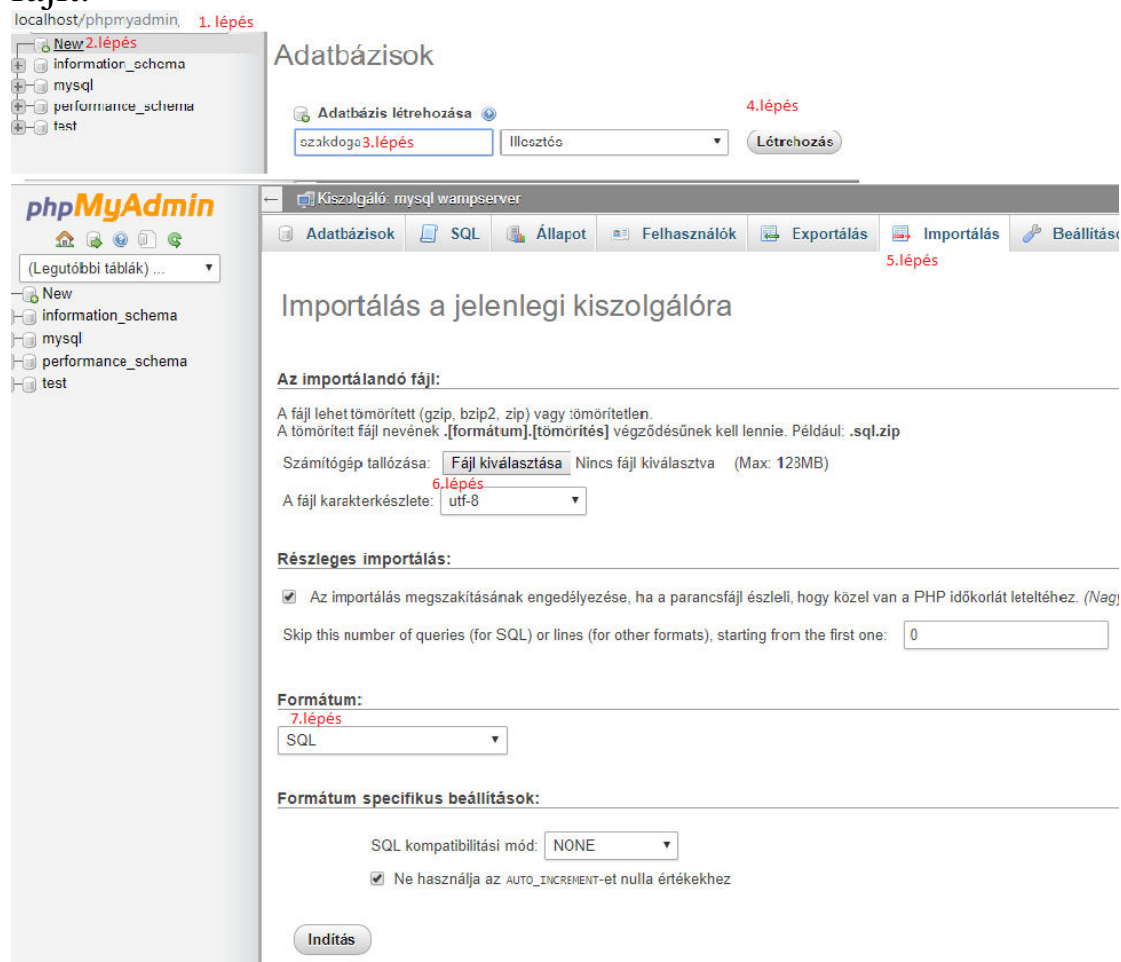 localhost/phpmyadmin, 1. lépés
New 2.lépés
information_schema
mysql
performance_schema
test
Adatbázisok
Adatbázis létrehozása
4.lépés
szakdoga 3.lépés Illesztés Létrehozás
phpMyAdmin
(Legutóbbi táblák) ...
New
information_schema
mysql
performance_schema
test
Kiszolgáló: mysql wampserver
Adatbázisok SQL Állapot Felhasználók Exportálás Importálás Beállítás
5.lépés
Importálás a jelenlegi kiszolgálóra
Az importálandó fájl:
A fájl lehet tömörített (gzip, bzip2, zip) vagy tömörítetlen.
A tömörített fájl nevének .[formátum].[tömörítés] végződésűnek kell lennie. Például: .sql.zip
Számítógép tallózása: Fájl kiválasztása Nincs fájl kiválasztva (Max: 128MB)
6.lépés
A fájl karakterkészlete: utf-8
Részleges importálás:
Az importálás megszakításának engedélyezése, ha a parancsfájl észleli, hogy közel van a PHP időkorlát leteltéhez. (Nagy
Skip this number of queries (for SQL) or lines (for other formats), starting from the first one: 0
Formátum:
7.lépés
SQL
Formátum specifikus beállítások:
SQL kompatibilitási mód: NONE
Ne használja az AUTO_INCREMENT-et nulla értékekhez
Indítás